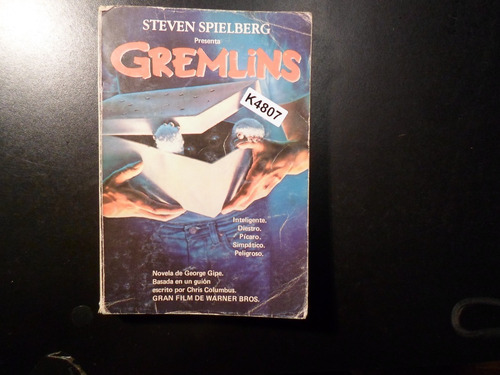 STEVEN SPIELBERG
Presenta
GREMLiNS
K4807
Inteligente.
Diestro.
Pícaro.
Simpático.
Peligroso.
Novela de George Gipe.
Basada en un guión
escrito por Chris Columbus.
GRAN FILM DE WARNER BROS.